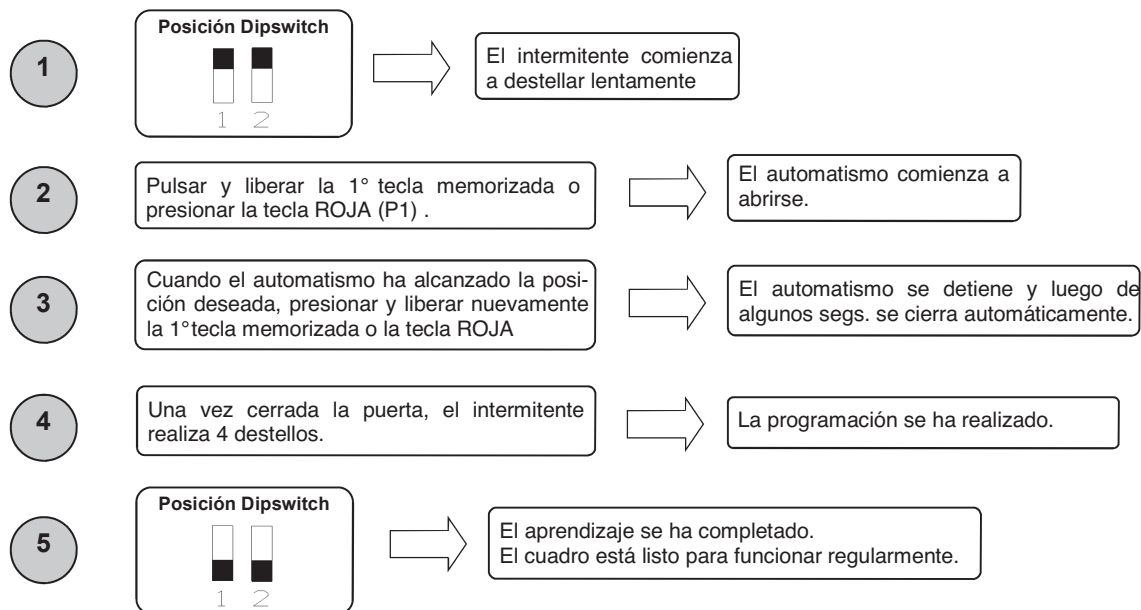 1
Posición Dipswitch
1 2
El intermitente comienza
a destellar lentamente
2
Pulsar y liberar la 1° tecla memorizada o
presionar la tecla ROJA (P1) .
El automatismo comienza a
abrirse.
3
Cuando el automatismo ha alcanzado la posi-
ción deseada, presionar y liberar nuevamente
la 1°tecla memorizada o la tecla ROJA
El automatismo se detiene y luego de
algunos segs. se cierra automáticamente.
4
Una vez cerrada la puerta, el intermitente
realiza 4 destellos.
La programación se ha realizado.
5
Posición Dipswitch
1 2
El aprendizaje se ha completado.
El cuadro está listo para funcionar regularmente.